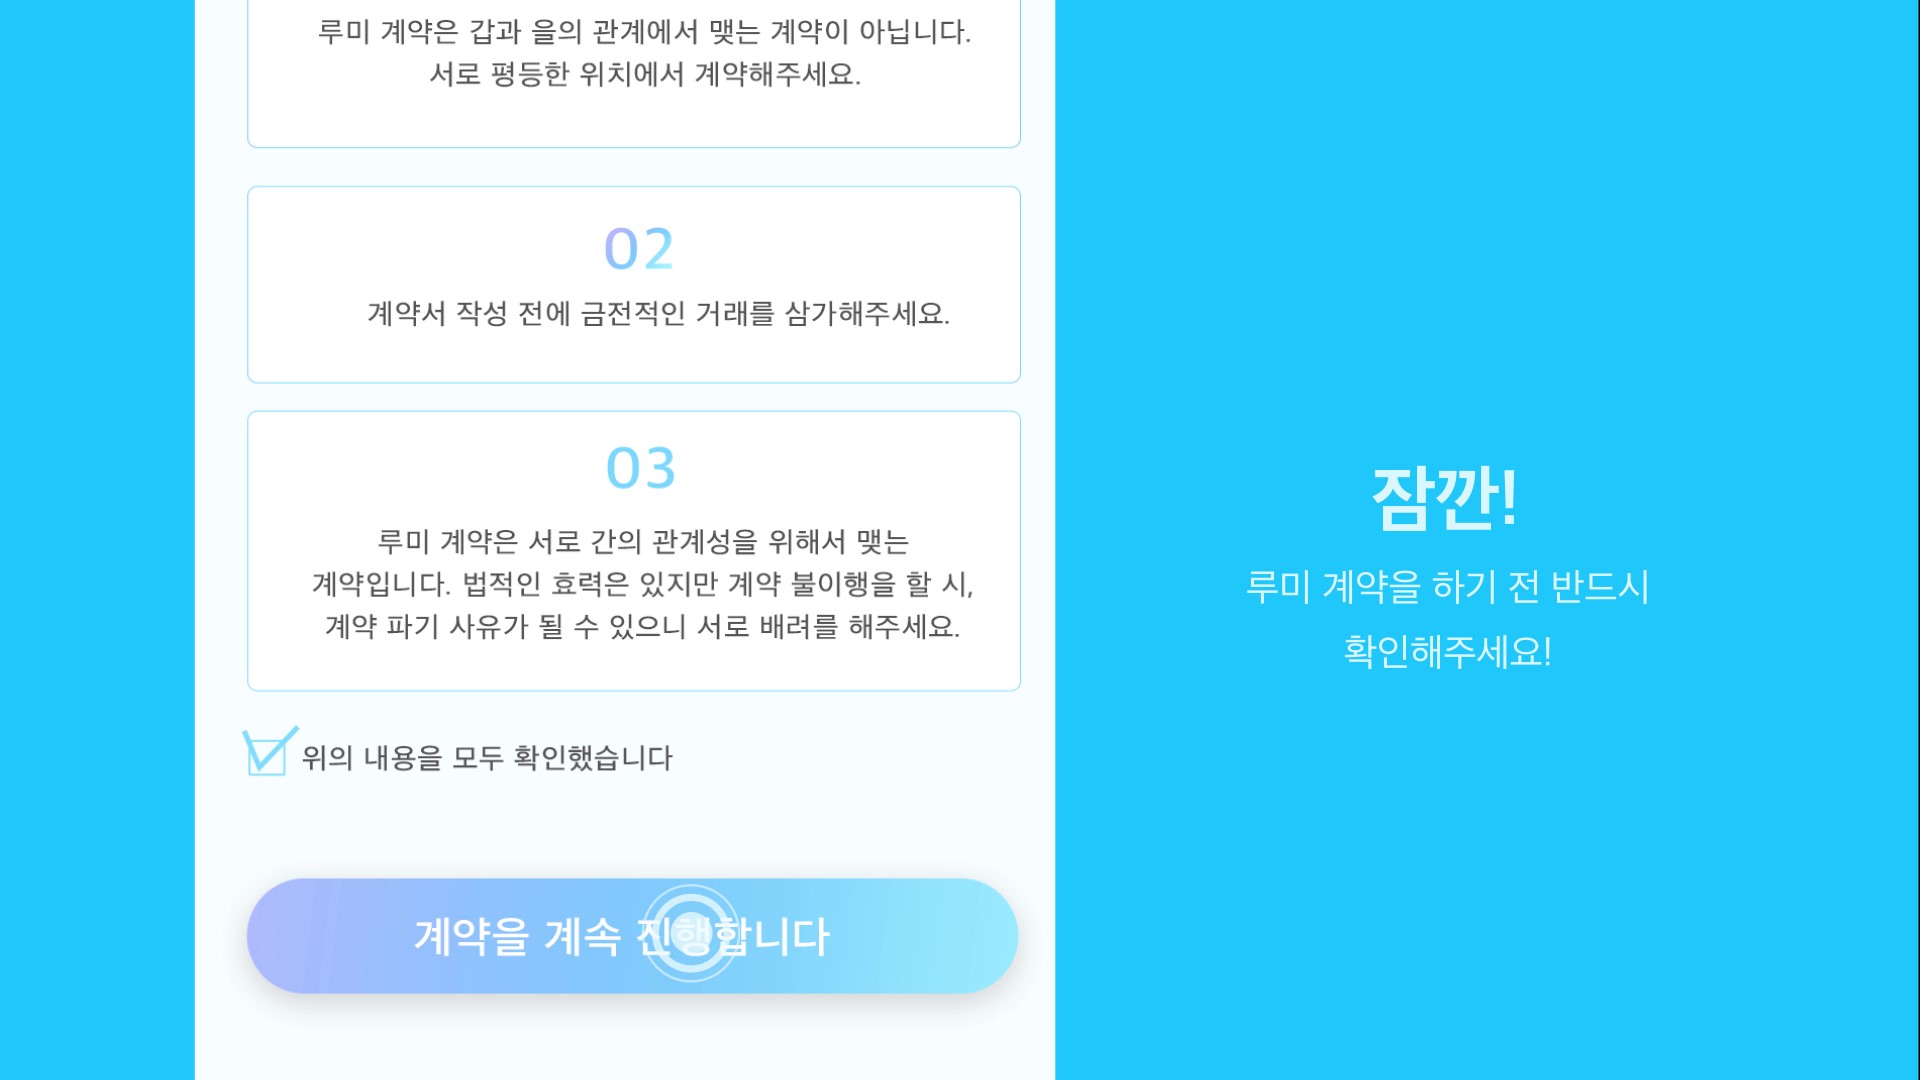 루미 계약은 갑과 을의 관계에서 맺는 계약이 아닙니다.
서로 평등한 위치에서 계약해주세요.
02
계약서 작성 전에 금전적인 거래를 삼가해주세요.
03
루미 계약은 서로 간의 관계성을 위해서 맺는
계약입니다. 법적인 효력은 있지만 계약 불이행을 할 시,
계약 파기 사유가 될 수 있으니 서로 배려를 해주세요.
위의 내용을 모두 확인했습니다
계약을 계속 진행합니다
잠깐!
루미 계약을 하기 전 반드시
확인해주세요!